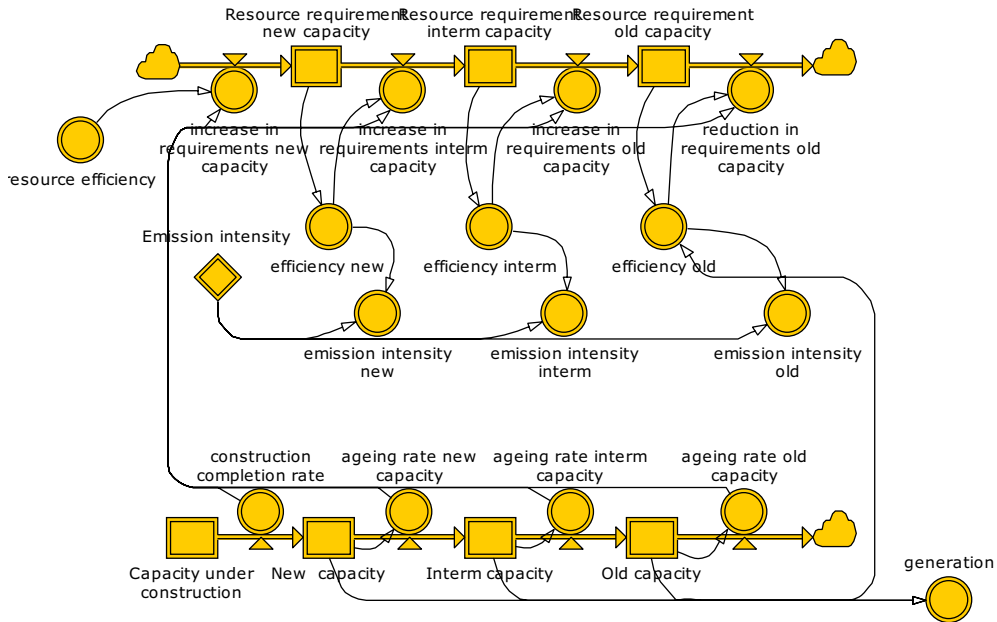 Resource requirement
new capacity
Resource requirement
interm capacity
Resource requirement
old capacity
increase in
requirements new
capacity
increase in
requirements interm
capacity
increase in
requirements old
capacity
reduction in
requirements old
capacity
resource efficiency
Emission intensity
efficiency new
efficiency interm
efficiency old
emission intensity
new
emission intensity
interm
emission intensity
old
construction
completion rate
ageing rate new
capacity
ageing rate interm
capacity
ageing rate old
capacity
Capacity under
construction
New capacity
Interm capacity
Old capacity
generation